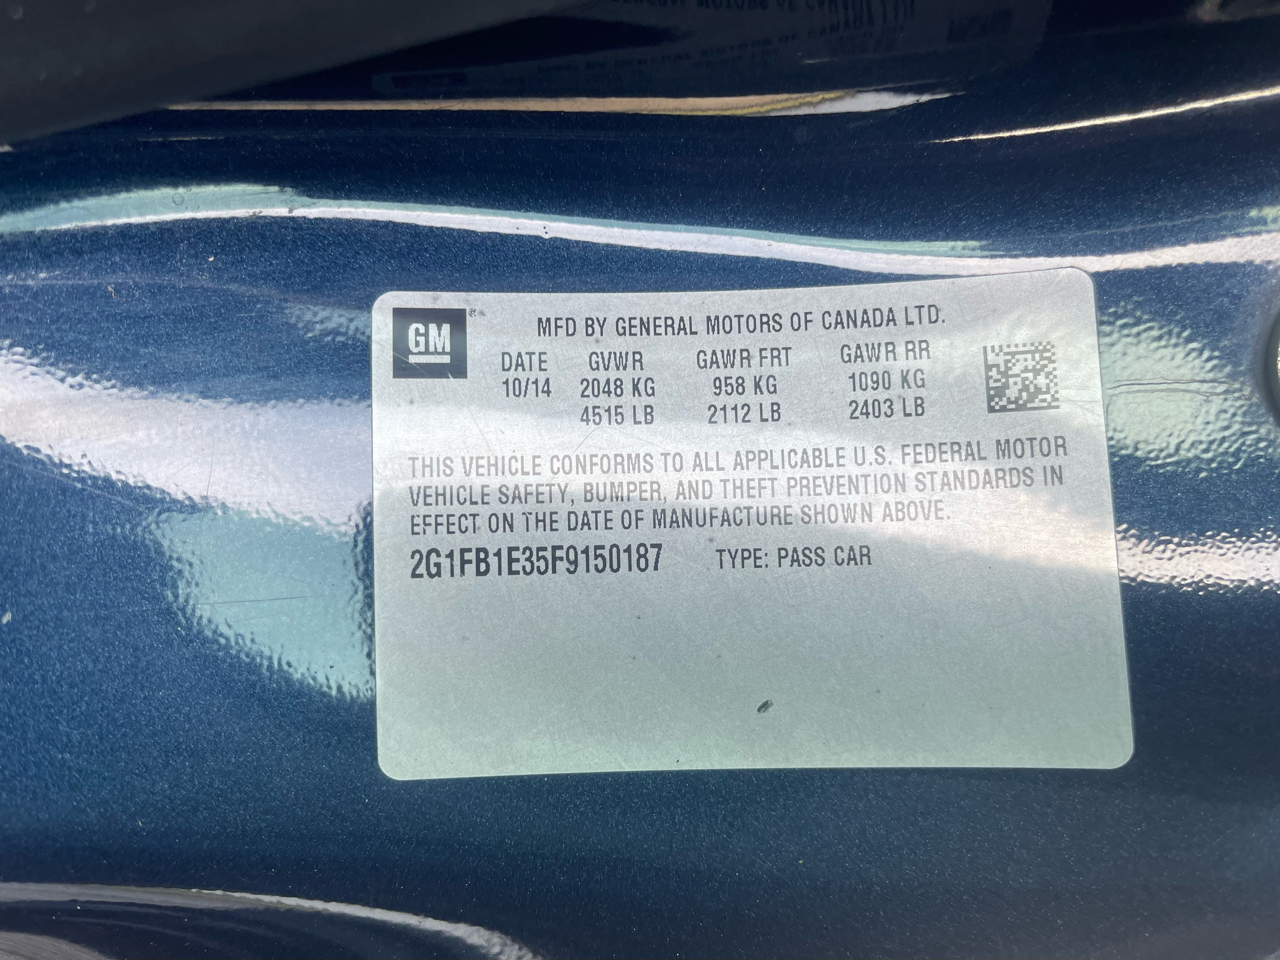 GM ®
MFD BY GENERAL MOTORS OF CANADA LTD.
DATE GVWR GAWR FRT GAWR RR
10/14 2048 KG 958 KG 1090 KG
4515 LB 2112 LB 2403 LB
THIS VEHICLE CONFORMS TO ALL APPLICABLE U.S. FEDERAL MOTOR
VEHICLE SAFETY, BUMPER, AND THEFT PREVENTION STANDARDS IN
EFFECT ON THE DATE OF MANUFACTURE SHOWN ABOVE.
2G1FB1E35F9150187 TYPE: PASS CAR